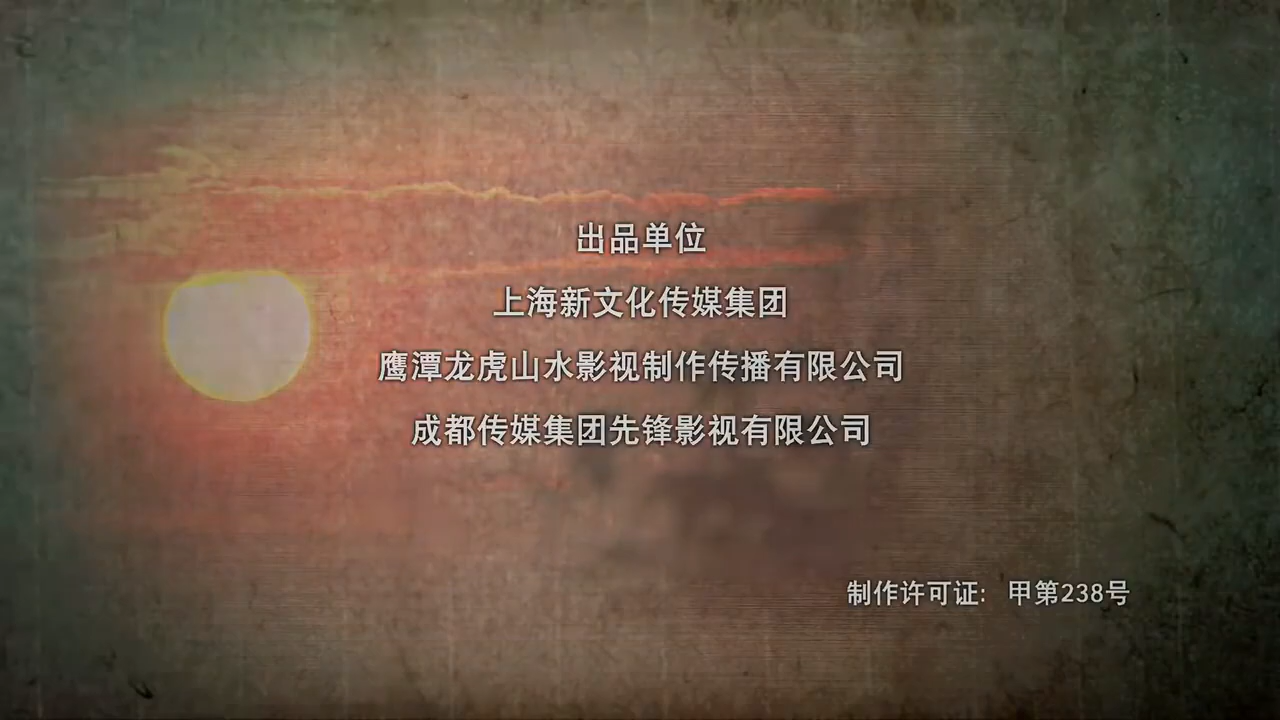 出品单位
上海新文化传媒集团
鹰潭龙虎山水影视制作传播有限公司
成都传媒集团先锋影视有限公司
制作许可证: 甲第238号